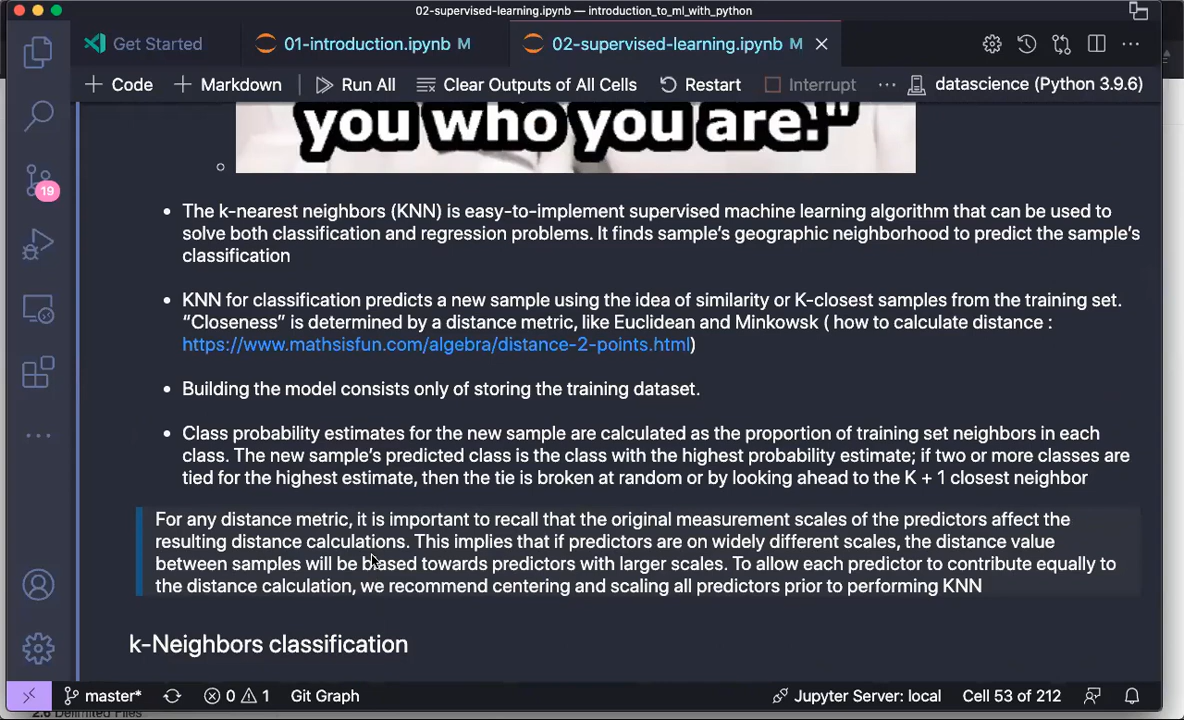 02-supervised-learning.ipynb — introduction_to_ml_with_python
Get Started
01-introduction.ipynb M
02-supervised-learning.ipynb M
Code
Markdown
Run All
Clear Outputs of All Cells
Restart
Interrupt
datascience (Python 3.9.6)
19
you who you are."
The k-nearest neighbors (KNN) is easy-to-implement supervised machine learning algorithm that can be used to
solve both classification and regression problems. It finds sample's geographic neighborhood to predict the sample's
classification
KNN for classification predicts a new sample using the idea of similarity or K-closest samples from the training set.
“Closeness” is determined by a distance metric, like Euclidean and Minkowsk ( how to calculate distance :
https://www.mathsisfun.com/algebra/distance-2-points.html)
Building the model consists only of storing the training dataset.
Class probability estimates for the new sample are calculated as the proportion of training set neighbors in each
class. The new sample's predicted class is the class with the highest probability estimate; if two or more classes are
tied for the highest estimate, then the tie is broken at random or by looking ahead to the K + 1 closest neighbor
For any distance metric, it is important to recall that the original measurement scales of the predictors affect the
resulting distance calculations. This implies that if predictors are on widely different scales, the distance value
between samples will be biased towards predictors with larger scales. To allow each predictor to contribute equally to
the distance calculation, we recommend centering and scaling all predictors prior to performing KNN
k-Neighbors classification
master*
0
1
Git Graph
Jupyter Server: local
Cell 53 of 212